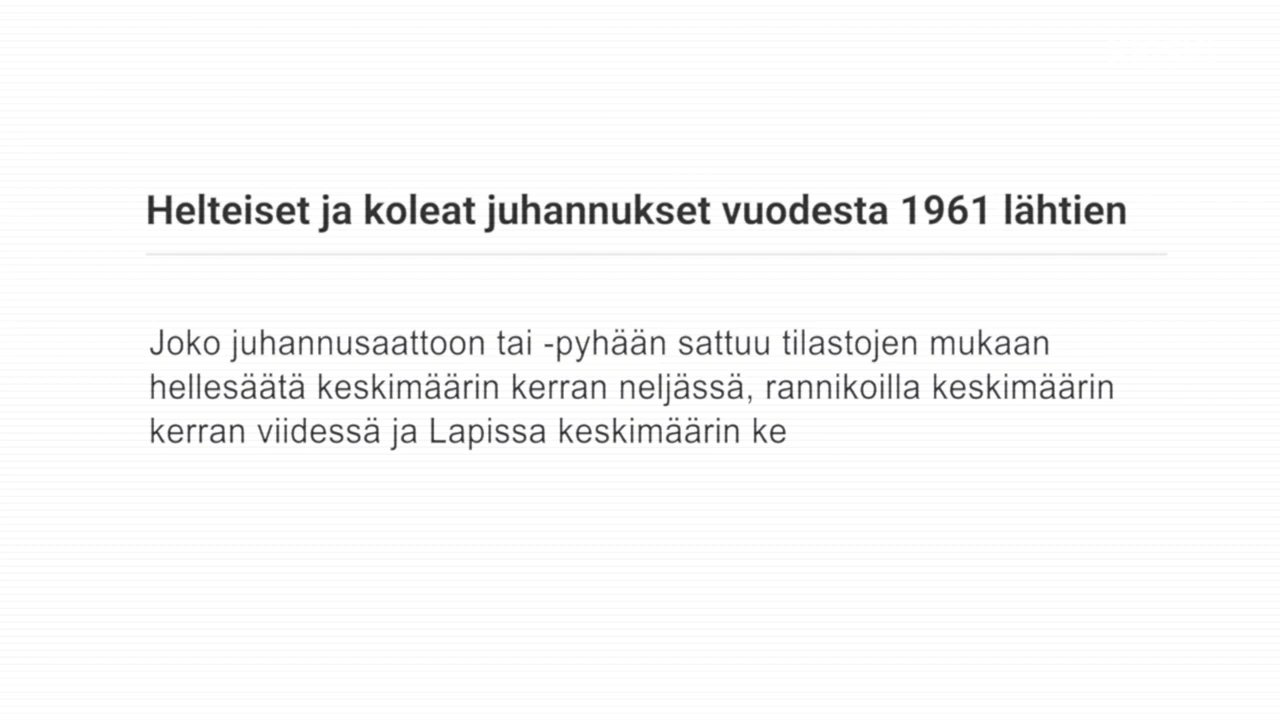 Helteiset ja koleat juhannukset vuodesta 1961 lähtien
Joko juhannusaattoon tai -pyhään sattuu tilastojen mukaan
hellesäätä keskimäärin kerran neljässä, rannikoilla keskimäärin
kerran viidessä ja Lapissa keskimäärin ke